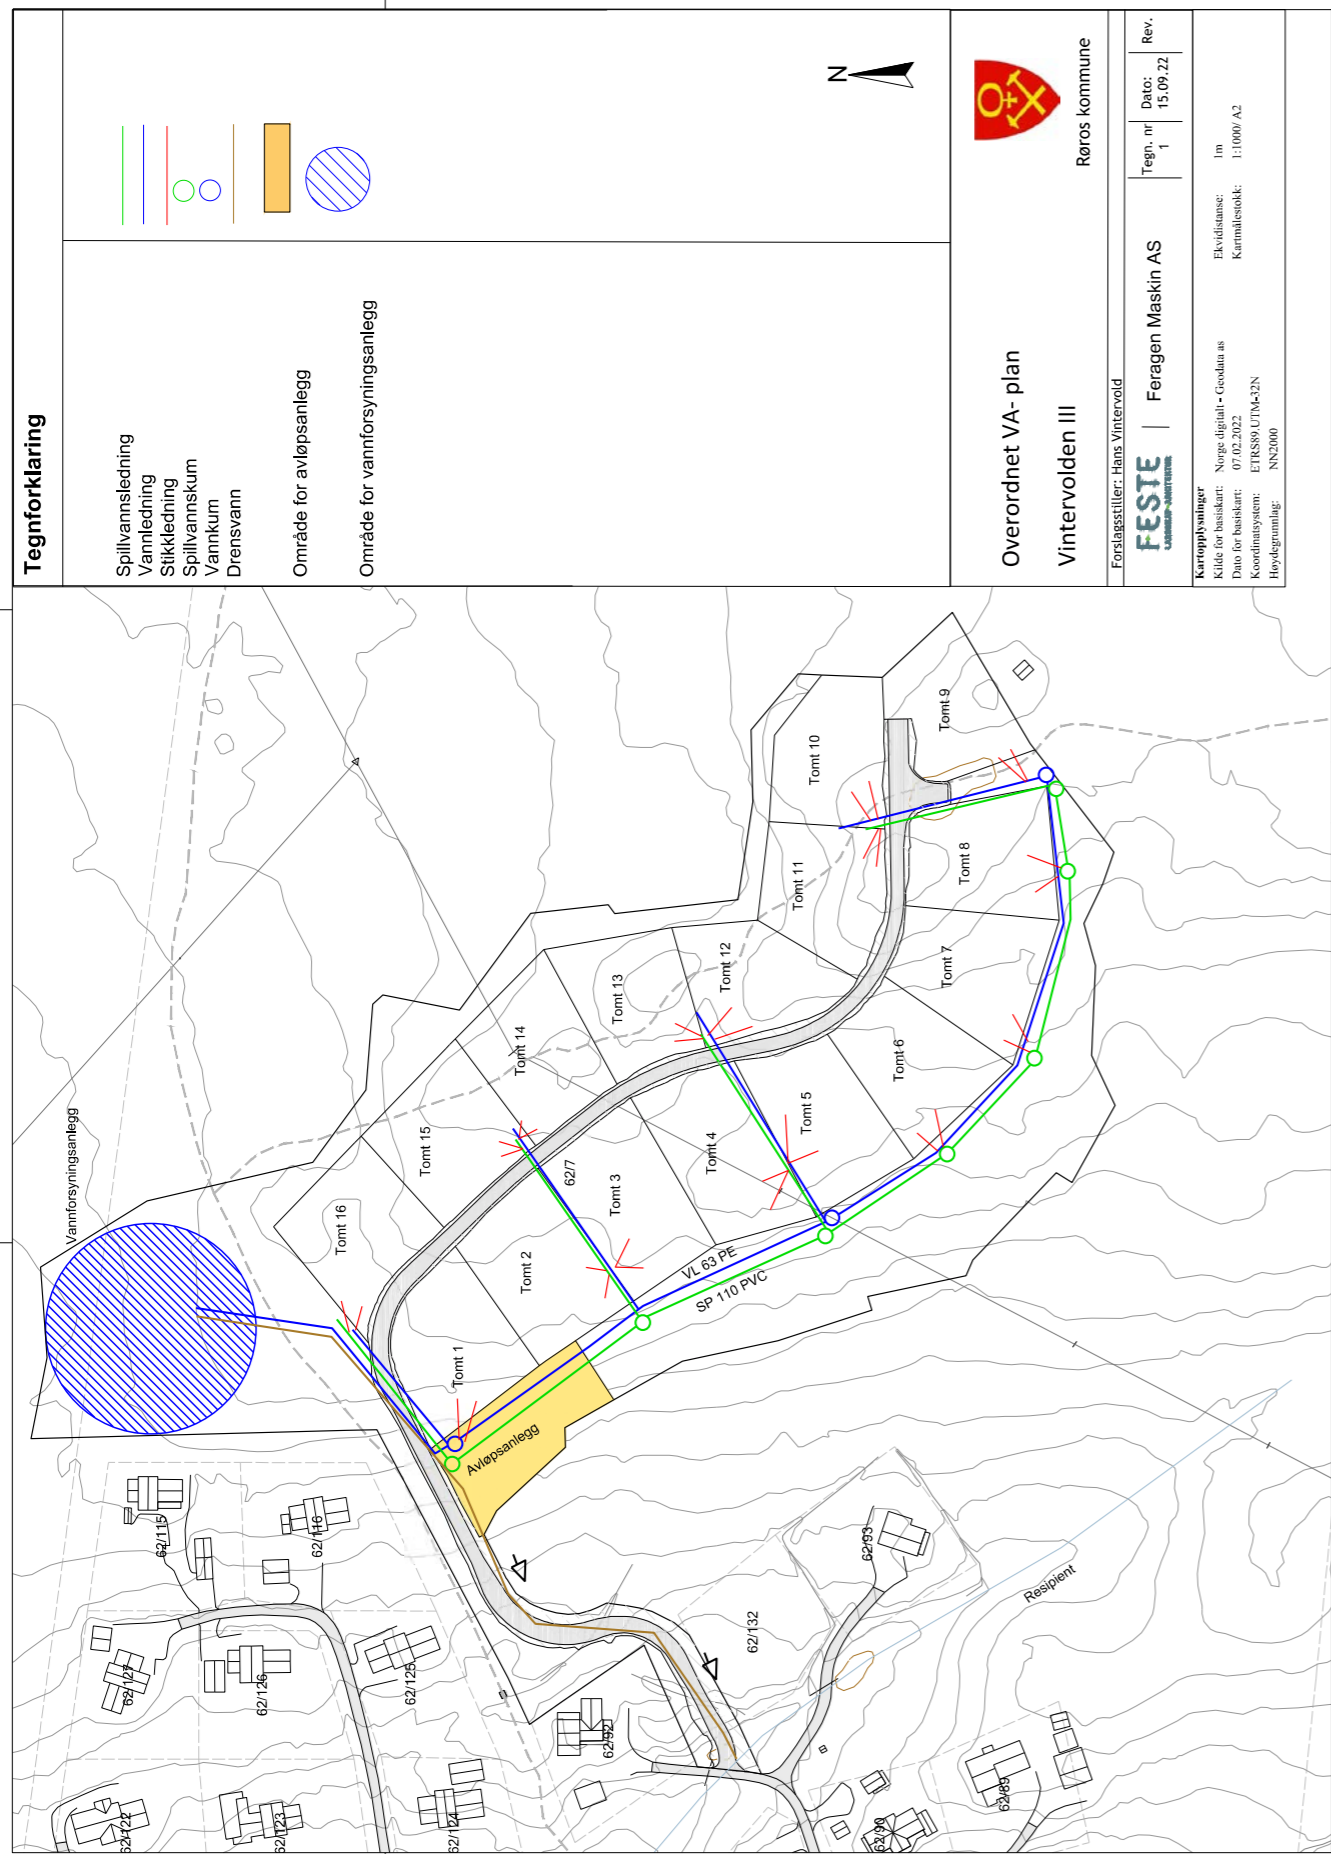 Tegnforklaring
Spillvannsledning
Vannledning
Stikkledning
Spillvannskum
Vannkum
Drensvann
Område for avløpsanlegg
Område for vannforsyningsanlegg
N
Overordnet VA- plan
Vintervolden III
Røros kommune
Forslagsstiller: Hans Vintervold
FESTE
LANDSKAP·ARKITEKTUR
Feragen Maskin AS
Tegn. nr
1
Dato:
15.09.22
Rev.
Kartopplysninger
Kilde for basiskart: Norge digitalt - Geodata as
Dato for basiskart: 07.02.2022
Koordinatsystem: ETRS89.UTM-32N
Høydegrunnlag: NN2000
Ekvidistanse: 1m
Kartmålestokk: 1:1000/ A2
Vannforsyningsanlegg
Tomt 16
Tomt 15
Tomt 14
Tomt 13
Tomt 12
Tomt 11
Tomt 10
Tomt 9
Tomt 8
Tomt 7
Tomt 6
Tomt 5
Tomt 4
Tomt 3
Tomt 2
Tomt 1
62/7
VL 63 PE
SP 110 PVC
Avløpsanlegg
Resipient
62/115
62/116
62/127
62/126
62/125
62/122
62/123
62/124
62/92
62/132
62/93
62/90
62/89